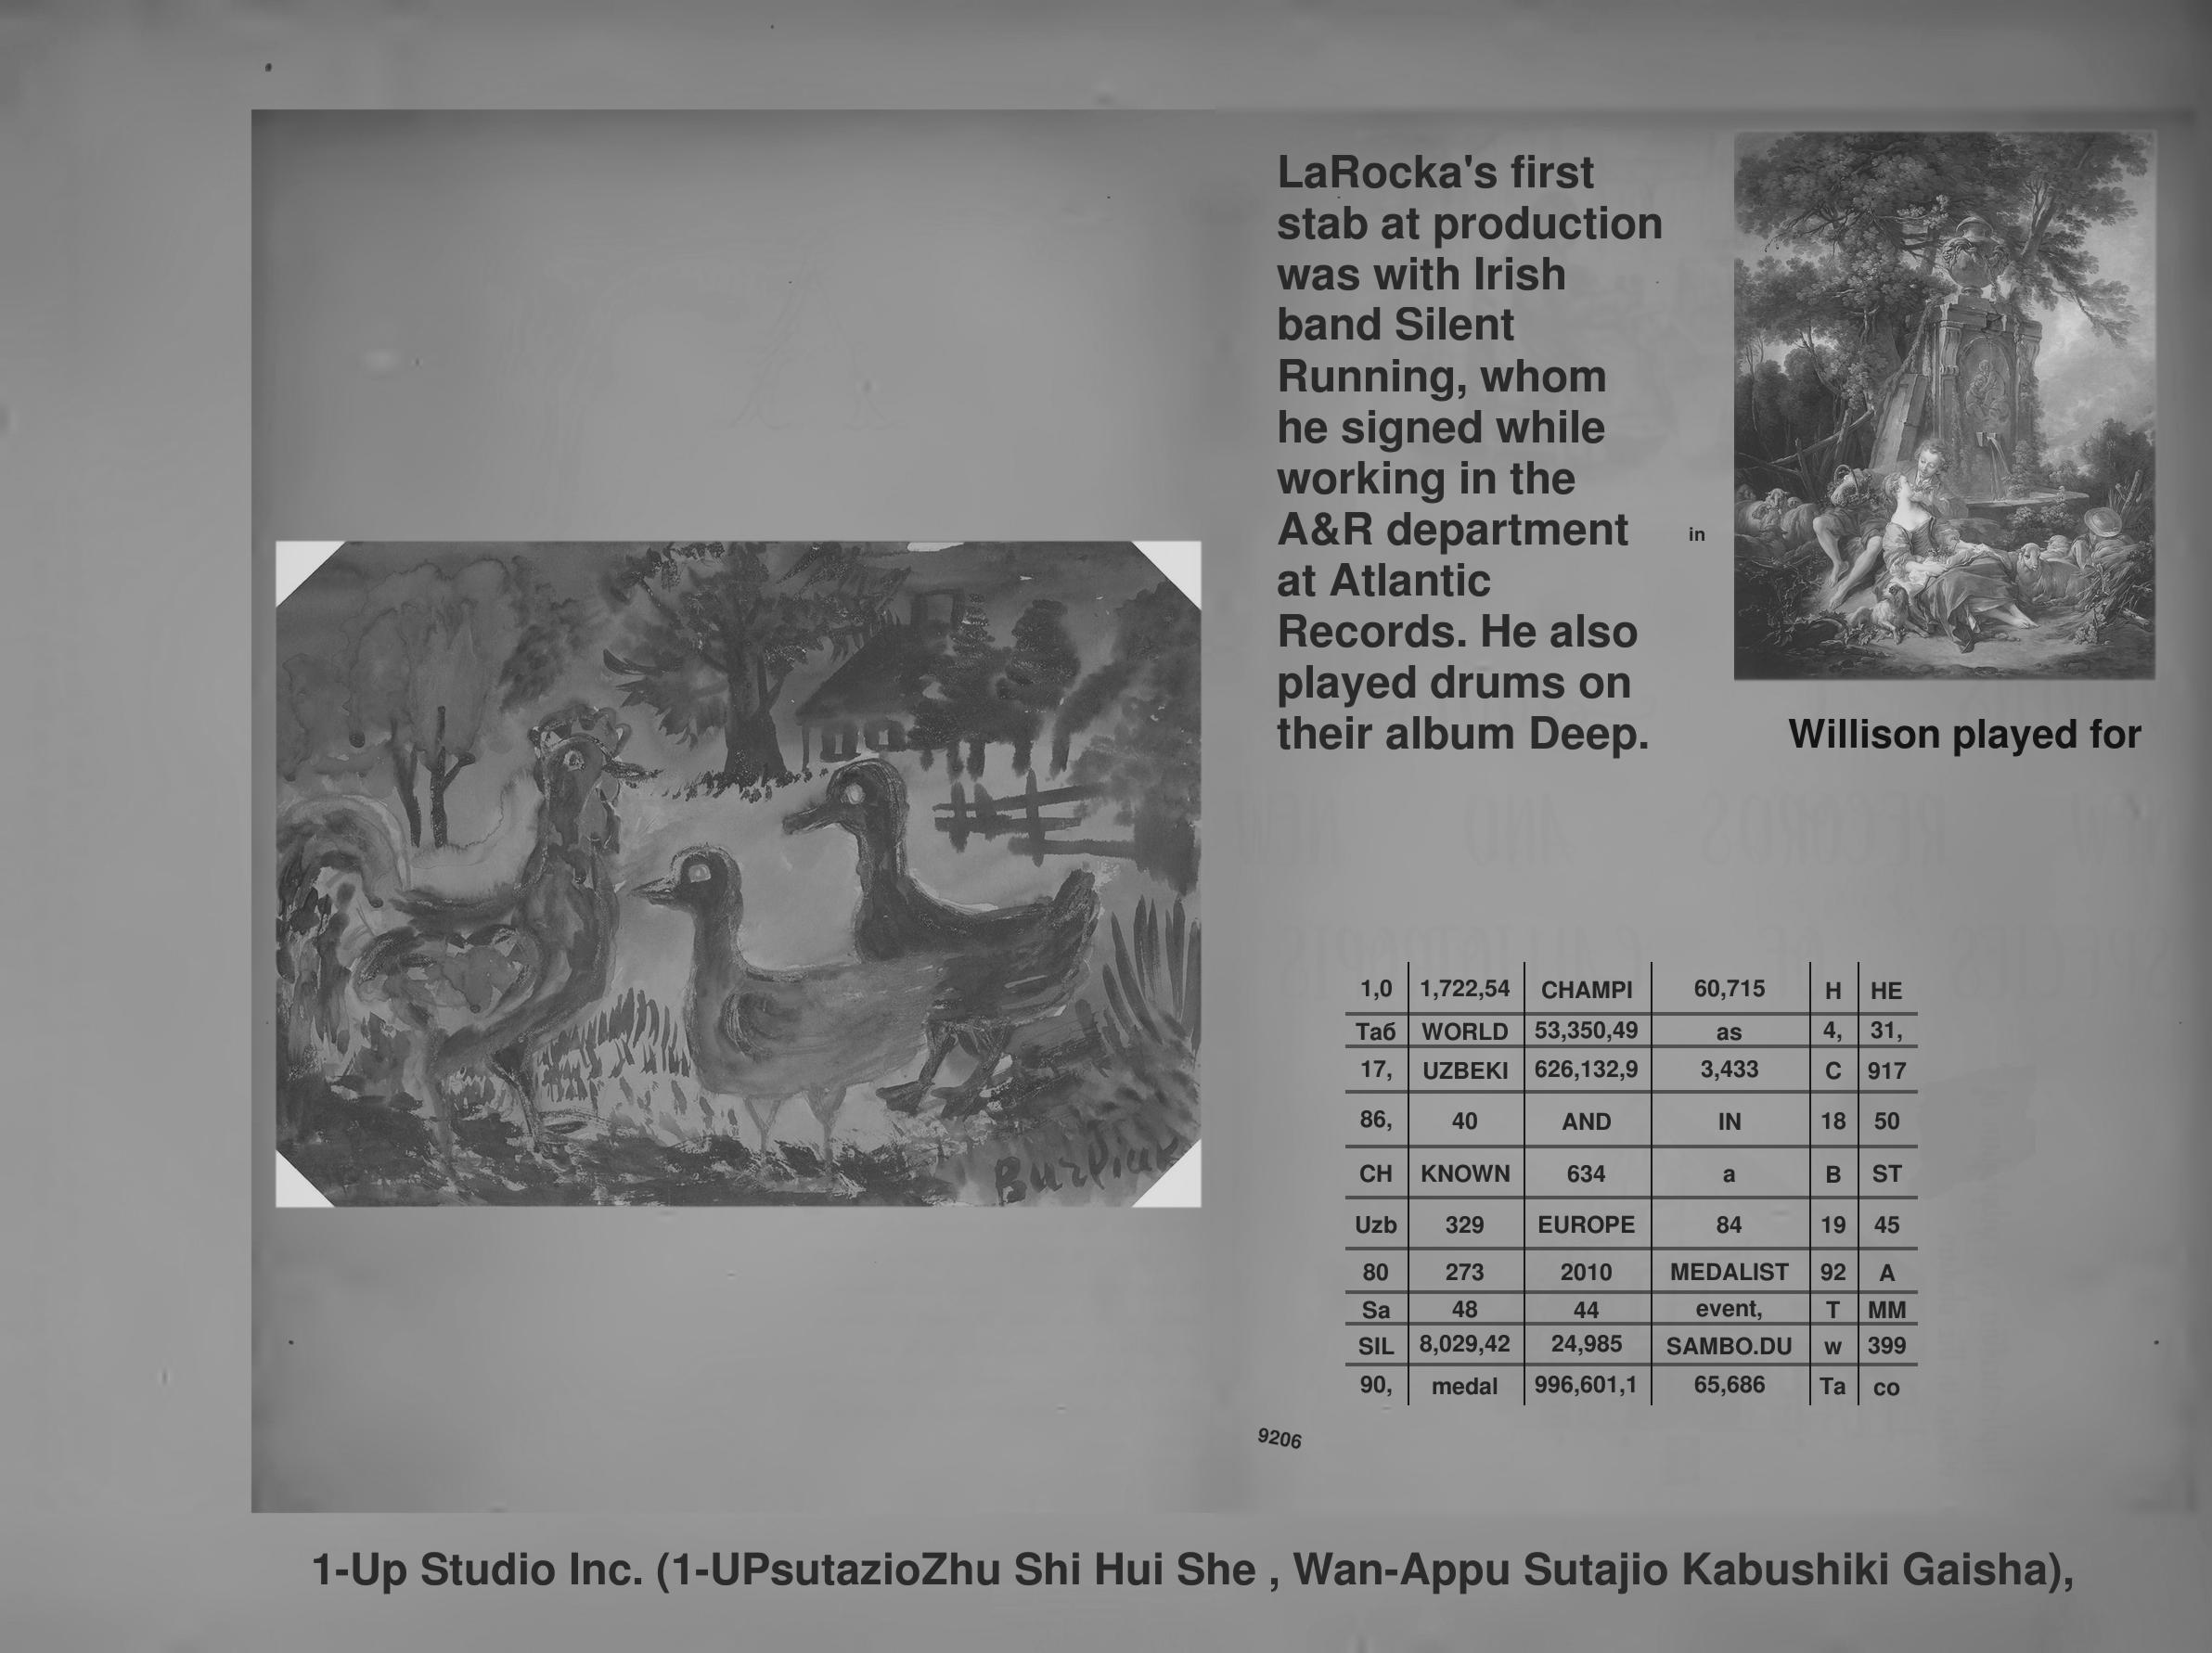 LaRocka's first
stab at production
was with Irish
band Silent
Running, whom
he signed while
working in the
A&R department
at Atlantic
Records. He also
played drums on
their album Deep.
in
Willison played for
Burliuk
1,0 1,722,54 CHAMPI 60,715 H HE
Таб WORLD 53,350,49 as 4, 31,
17, UZBEKI 626,132,9 3,433 C 917
86, 40 AND IN 18 50
CH KNOWN 634 a B ST
Uzb 329 EUROPE 84 19 45
80 273 2010 MEDALIST 92 A
Sa 48 44 event, T MM
SIL 8,029,42 24,985 SAMBO.DU w 399
90, medal 996,601,1 65,686 Ta co
9206
1-Up Studio Inc. (1-UPsutazioZhu Shi Hui She , Wan-Appu Sutajio Kabushiki Gaisha),